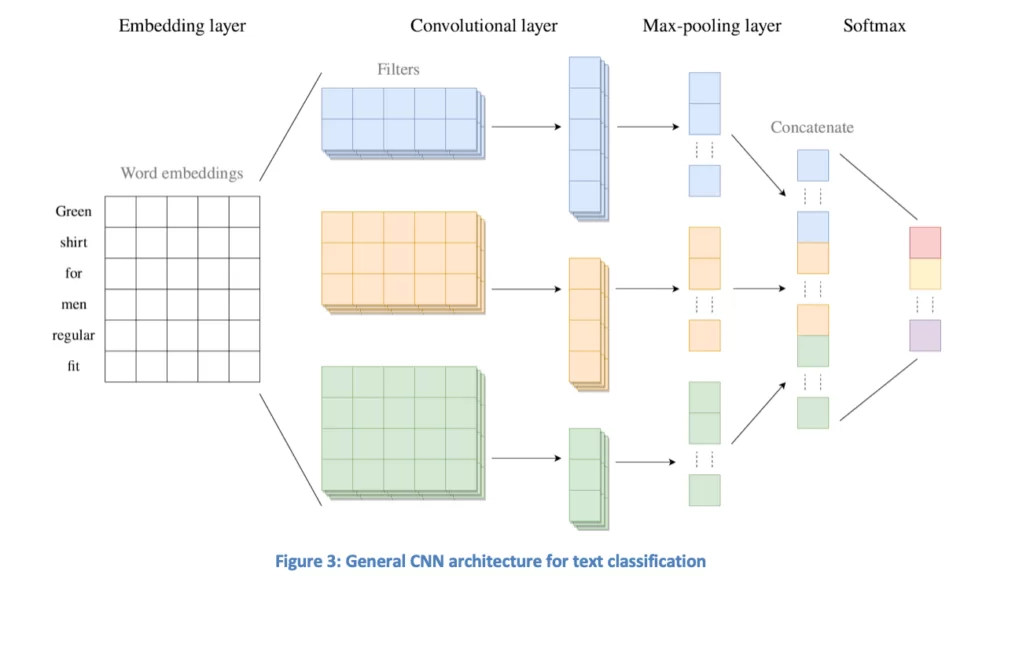 Embedding layer
Convolutional layer
Max-pooling layer
Softmax
Filters
Concatenate
Word embeddings
Green
shirt
for
men
regular
fit
Figure 3: General CNN architecture for text classification